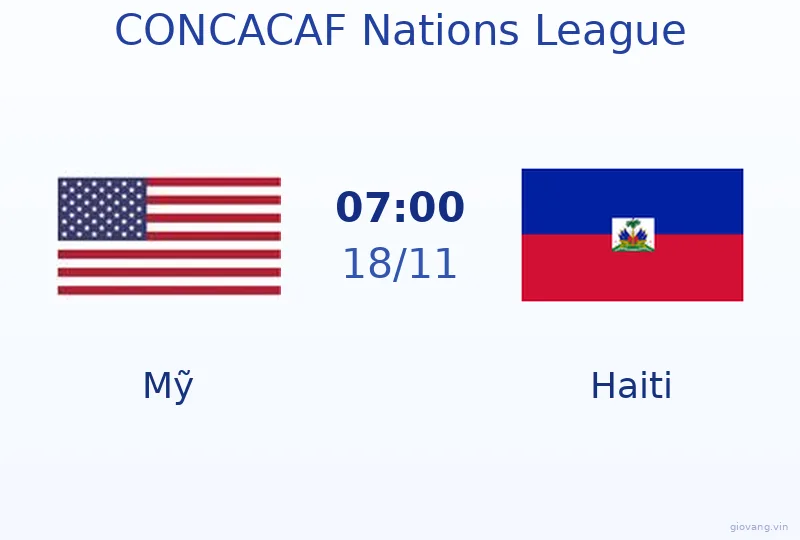 CONCACAF Nations League
07:00
18/11
Mỹ
Haiti
giovang.vin